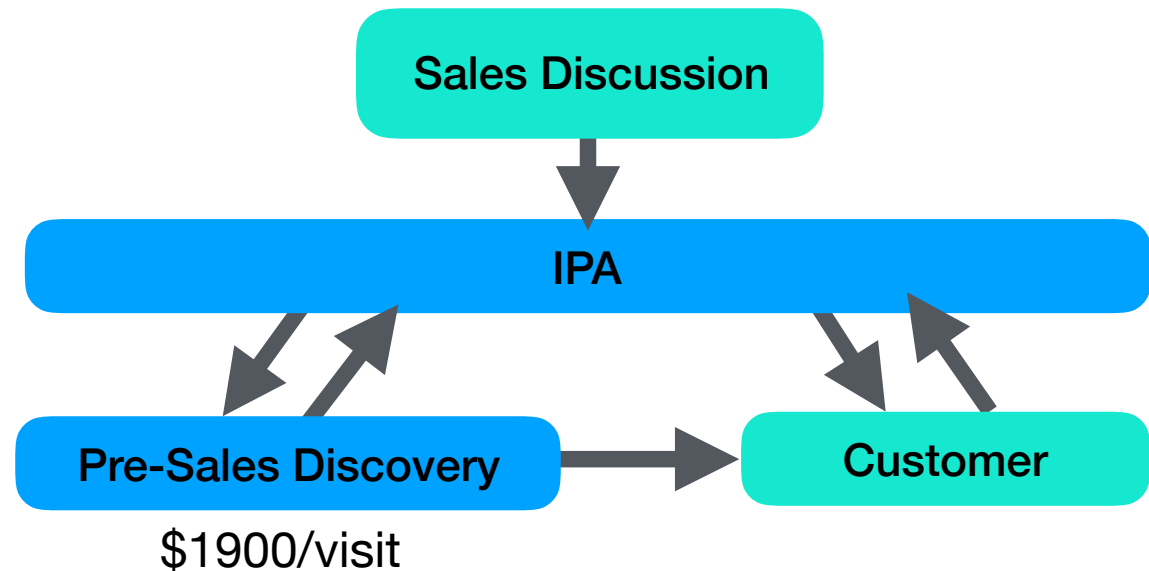 Sales Discussion
IPA
Pre-Sales Discovery
Customer
$1900/visit